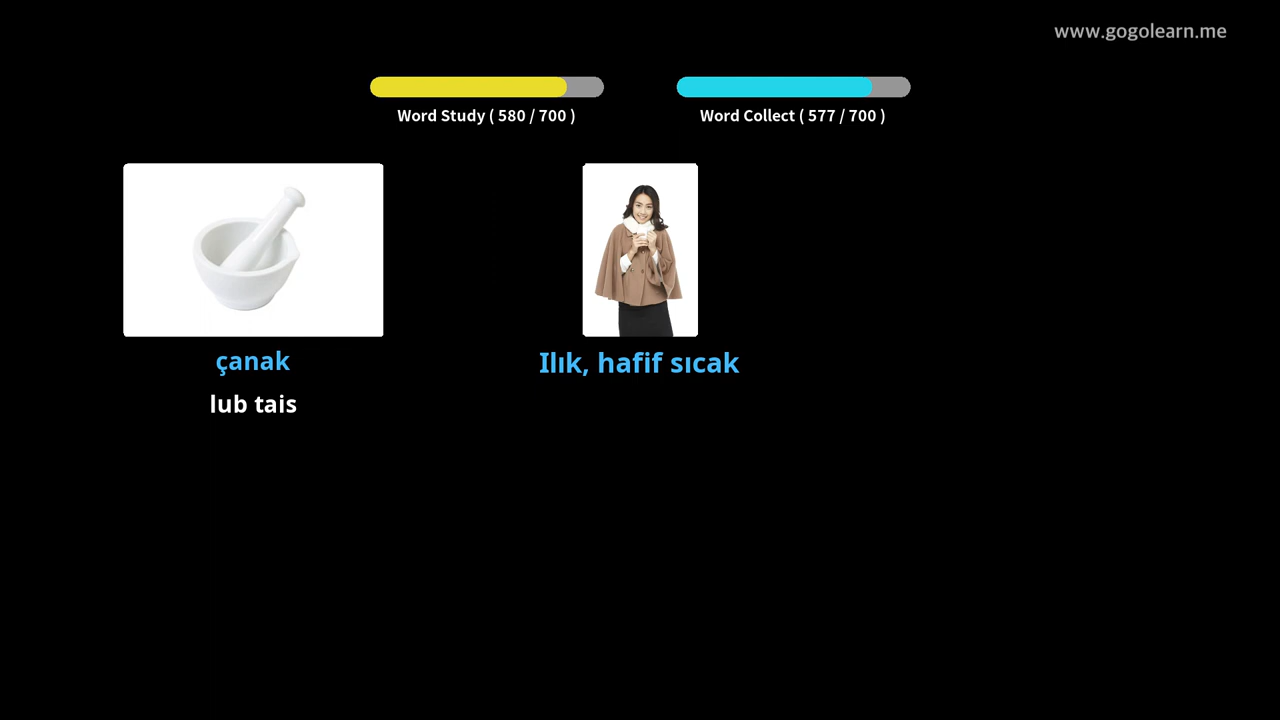 www.gogolearn.me
Word Study ( 580 / 700 )
Word Collect ( 577 / 700 )
çanak
lub tais
Ilık, hafif sıcak